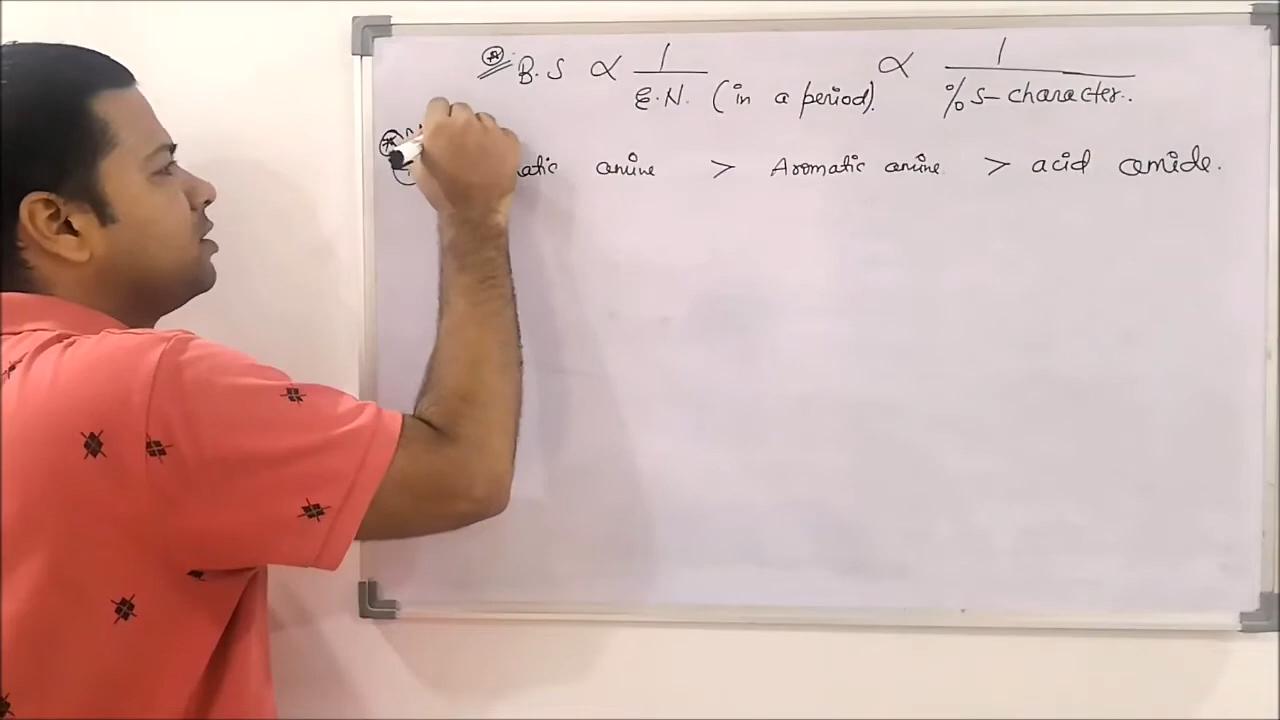 B.S ∝ 1/E.N. (in a period). ∝ 1/% s-character..
amine > Aromatic amine > acid amide.